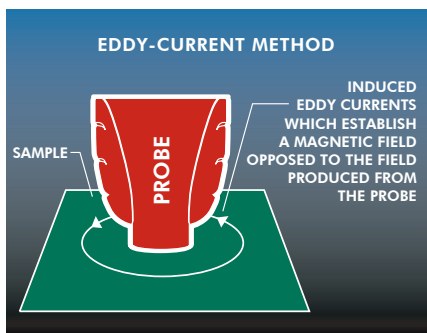 EDDY-CURRENT METHOD
INDUCED
EDDY CURRENTS
WHICH ESTABLISH
A MAGNETIC FIELD
OPPOSED TO THE FIELD
PRODUCED FROM
THE PROBE
SAMPLE
PROBE